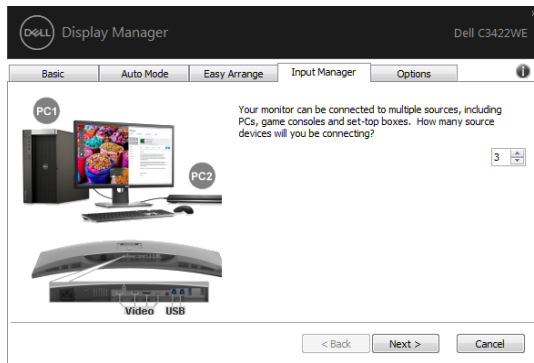 DELL Display Manager
Dell C3422WE
Basic
Auto Mode
Easy Arrange
Input Manager
Options
PC1
PC2
Your monitor can be connected to multiple sources, including
PCs, game consoles and set-top boxes. How many source
devices will you be connecting?
3
Video USB
< Back
Next >
Cancel